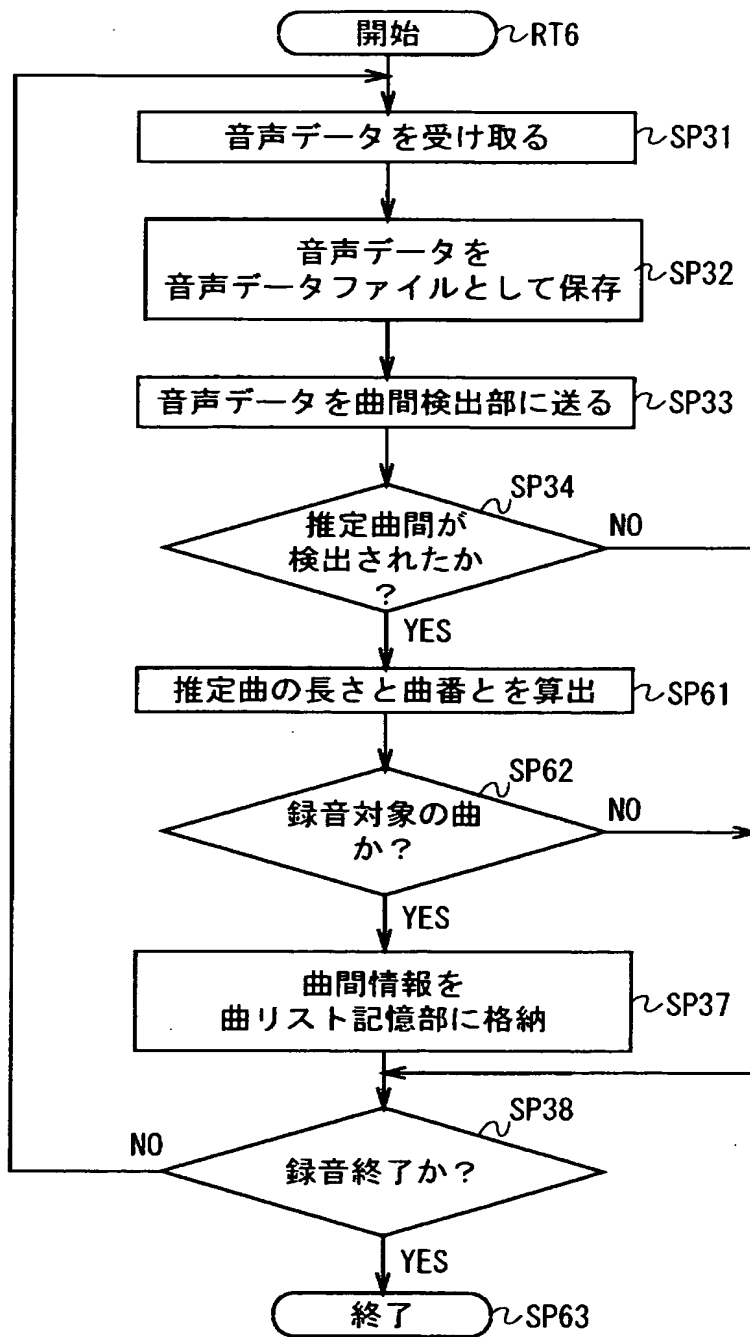 開始 RT6
音声データを受け取る SP31
音声データを
音声データファイルとして保存 SP32
音声データを曲間検出部に送る SP33
SP34
推定曲間が
検出されたか
？
NO
YES
推定曲の長さと曲番とを算出 SP61
SP62
録音対象の曲
か？
NO
YES
曲間情報を
曲リスト記憶部に格納 SP37
SP38
NO
録音終了か？
YES
終了 SP63